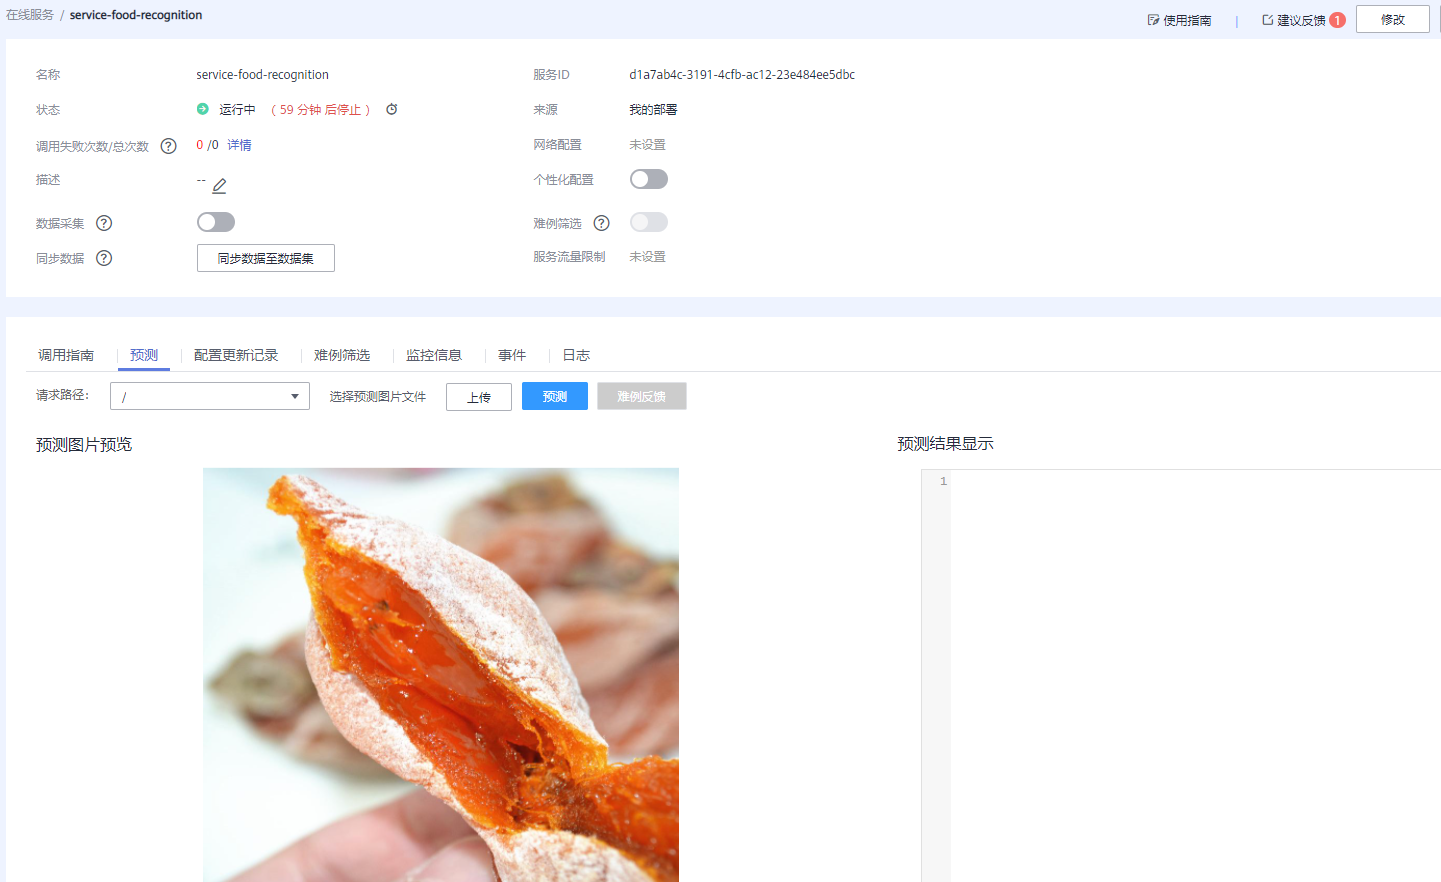 在线服务 / service-food-recognition
使用指南 | 建议反馈 1 修改
名称 service-food-recognition 服务ID d1a7ab4c-3191-4cfb-ac12-23e484ee5dbc
状态 运行中 ( 59 分钟 后停止 ) 来源 我的部署
调用失败次数/总次数 ? 0 /0 详情 网络配置 未设置
描述 -- 个性化配置
数据采集 ? 难例筛选 ?
同步数据 ? 同步数据至数据集 服务流量限制 未设置
调用指南 预测 配置更新记录 难例筛选 监控信息 事件 日志
请求路径: / 选择预测图片文件 上传 预测 难例反馈
预测图片预览 预测结果显示
1